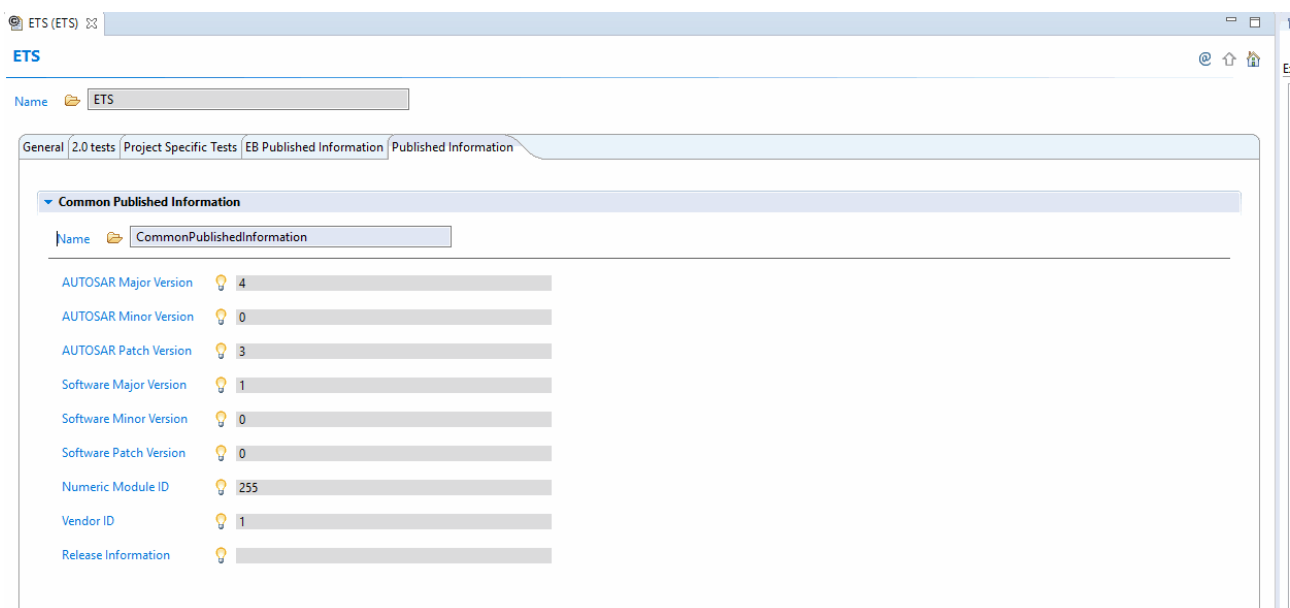 ETS (ETS)
ETS
Name ETS
General 2.0 tests Project Specific Tests EB Published Information Published Information
Common Published Information
Name CommonPublishedInformation
AUTOSAR Major Version 4
AUTOSAR Minor Version 0
AUTOSAR Patch Version 3
Software Major Version 1
Software Minor Version 0
Software Patch Version 0
Numeric Module ID 255
Vendor ID 1
Release Information